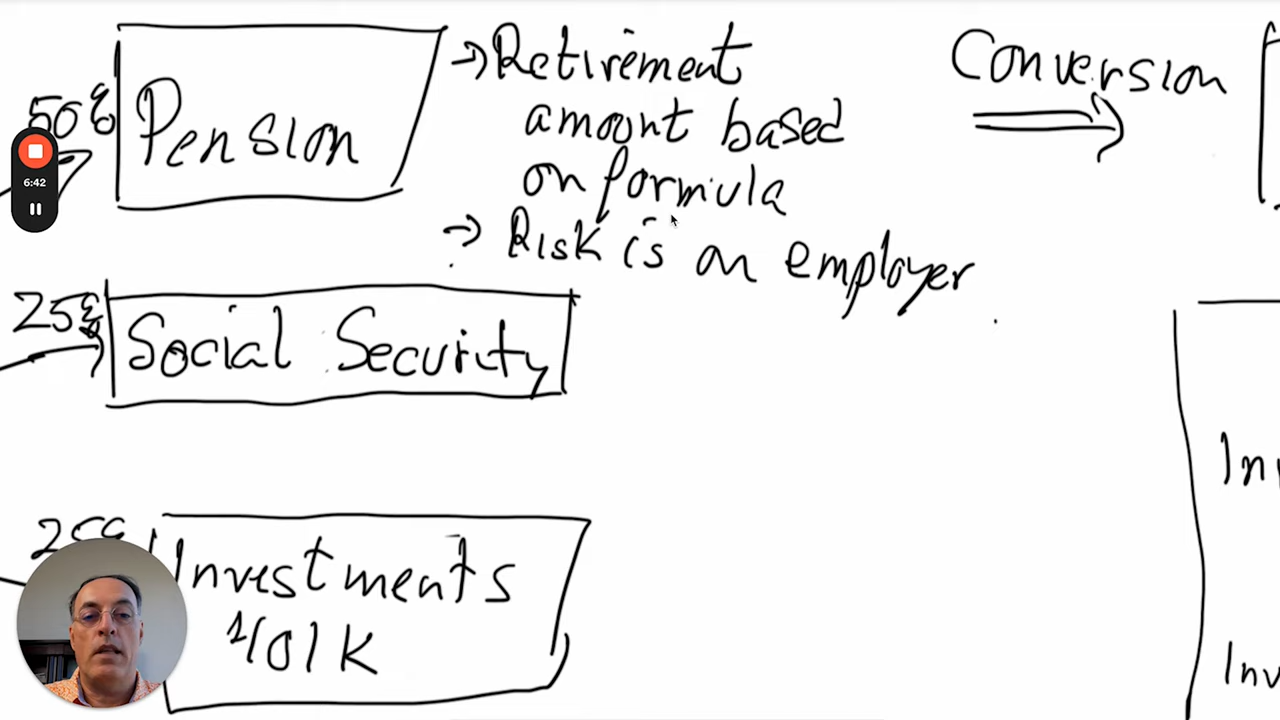 50¢
Pension
→ Retirement
amount based
on formula
→ Risk is on employer
Conversion
25¢
Social Security
25¢
Investments
401K
Inv
6:42